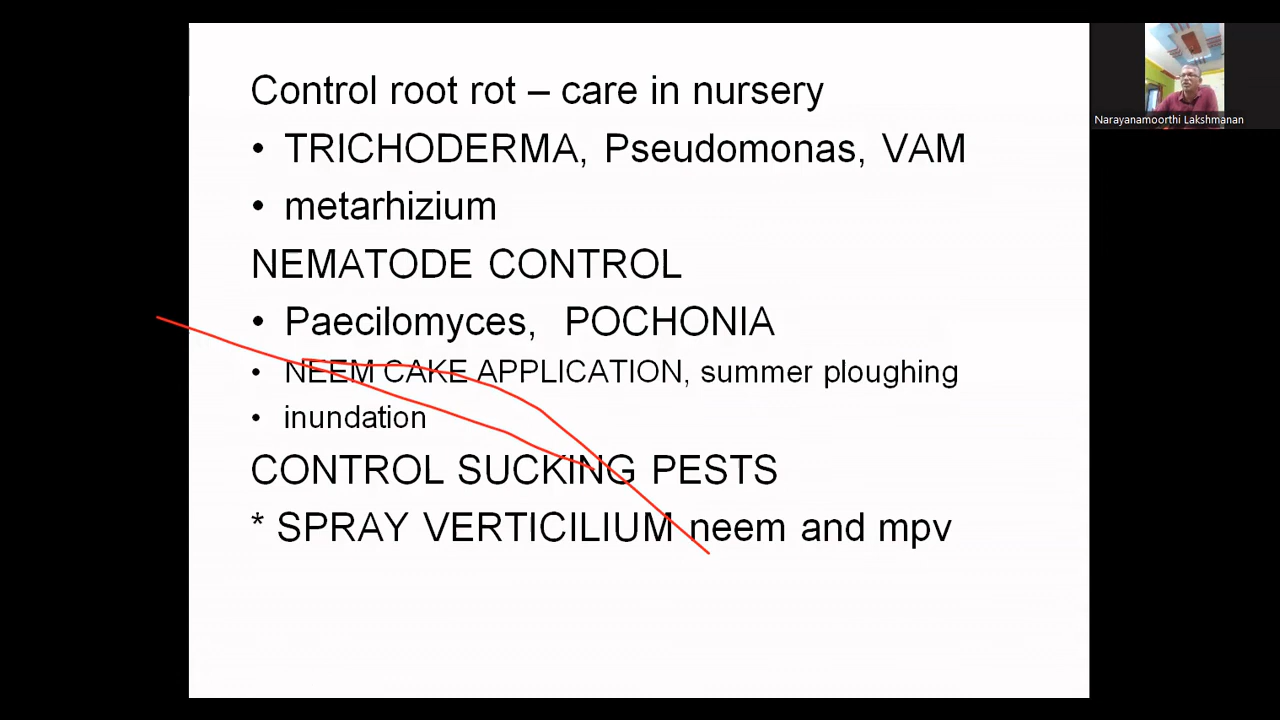 Control root rot – care in nursery
• TRICHODERMA, Pseudomonas, VAM
• metarhizium
NEMATODE CONTROL
• Paecilomyces, POCHONIA
• NEEM CAKE APPLICATION, summer ploughing
• inundation
CONTROL SUCKING PESTS
* SPRAY VERTICILIUM neem and mpv
Narayanamoorthi Lakshmanan